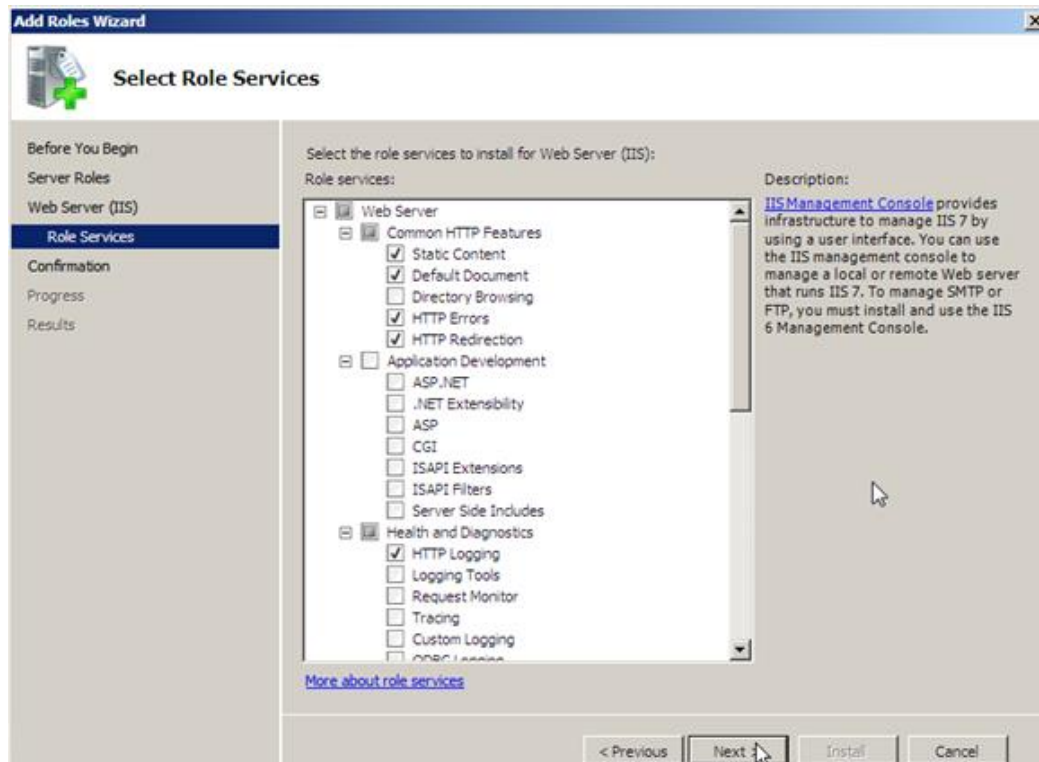 Add Roles Wizard
Select Role Services
Before You Begin
Server Roles
Web Server (IIS)
Role Services
Confirmation
Progress
Results
Select the role services to install for Web Server (IIS):
Role services:
Web Server
Common HTTP Features
Static Content
Default Document
Directory Browsing
HTTP Errors
HTTP Redirection
Application Development
ASP.NET
.NET Extensibility
ASP
CGI
ISAPI Extensions
ISAPI Filters
Server Side Includes
Health and Diagnostics
HTTP Logging
Logging Tools
Request Monitor
Tracing
Custom Logging
ODBC Logging
More about role services
Description:
IIS Management Console provides
infrastructure to manage IIS 7 by
using a user interface. You can use
the IIS management console to
manage a local or remote Web server
that runs IIS 7. To manage SMTP or
FTP, you must install and use the IIS
6 Management Console.
< Previous
Next >
Install
Cancel